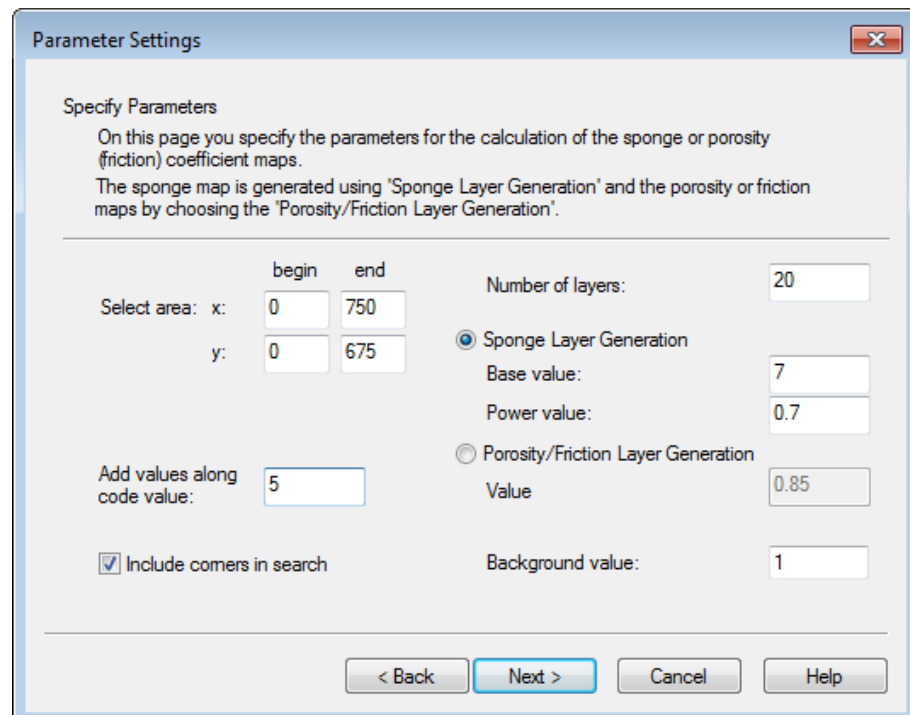 Parameter Settings
Specify Parameters
On this page you specify the parameters for the calculation of the sponge or porosity
(friction) coefficient maps.
The sponge map is generated using 'Sponge Layer Generation' and the porosity or friction
maps by choosing the 'Porosity/Friction Layer Generation'.
begin end
Select area: x: 0 750
y: 0 675
Add values along
code value: 5
Include corners in search
Number of layers: 20
Sponge Layer Generation
Base value: 7
Power value: 0.7
Porosity/Friction Layer Generation
Value 0.85
Background value: 1
< Back Next > Cancel Help